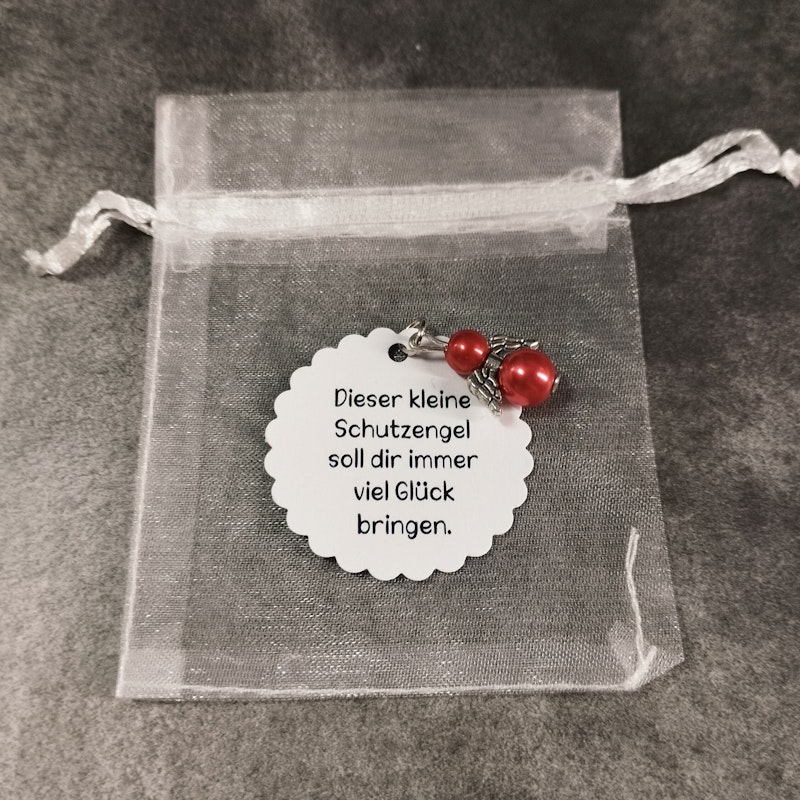 Dieser kleine
Schutzengel
soll dir immer
viel Glück
bringen.